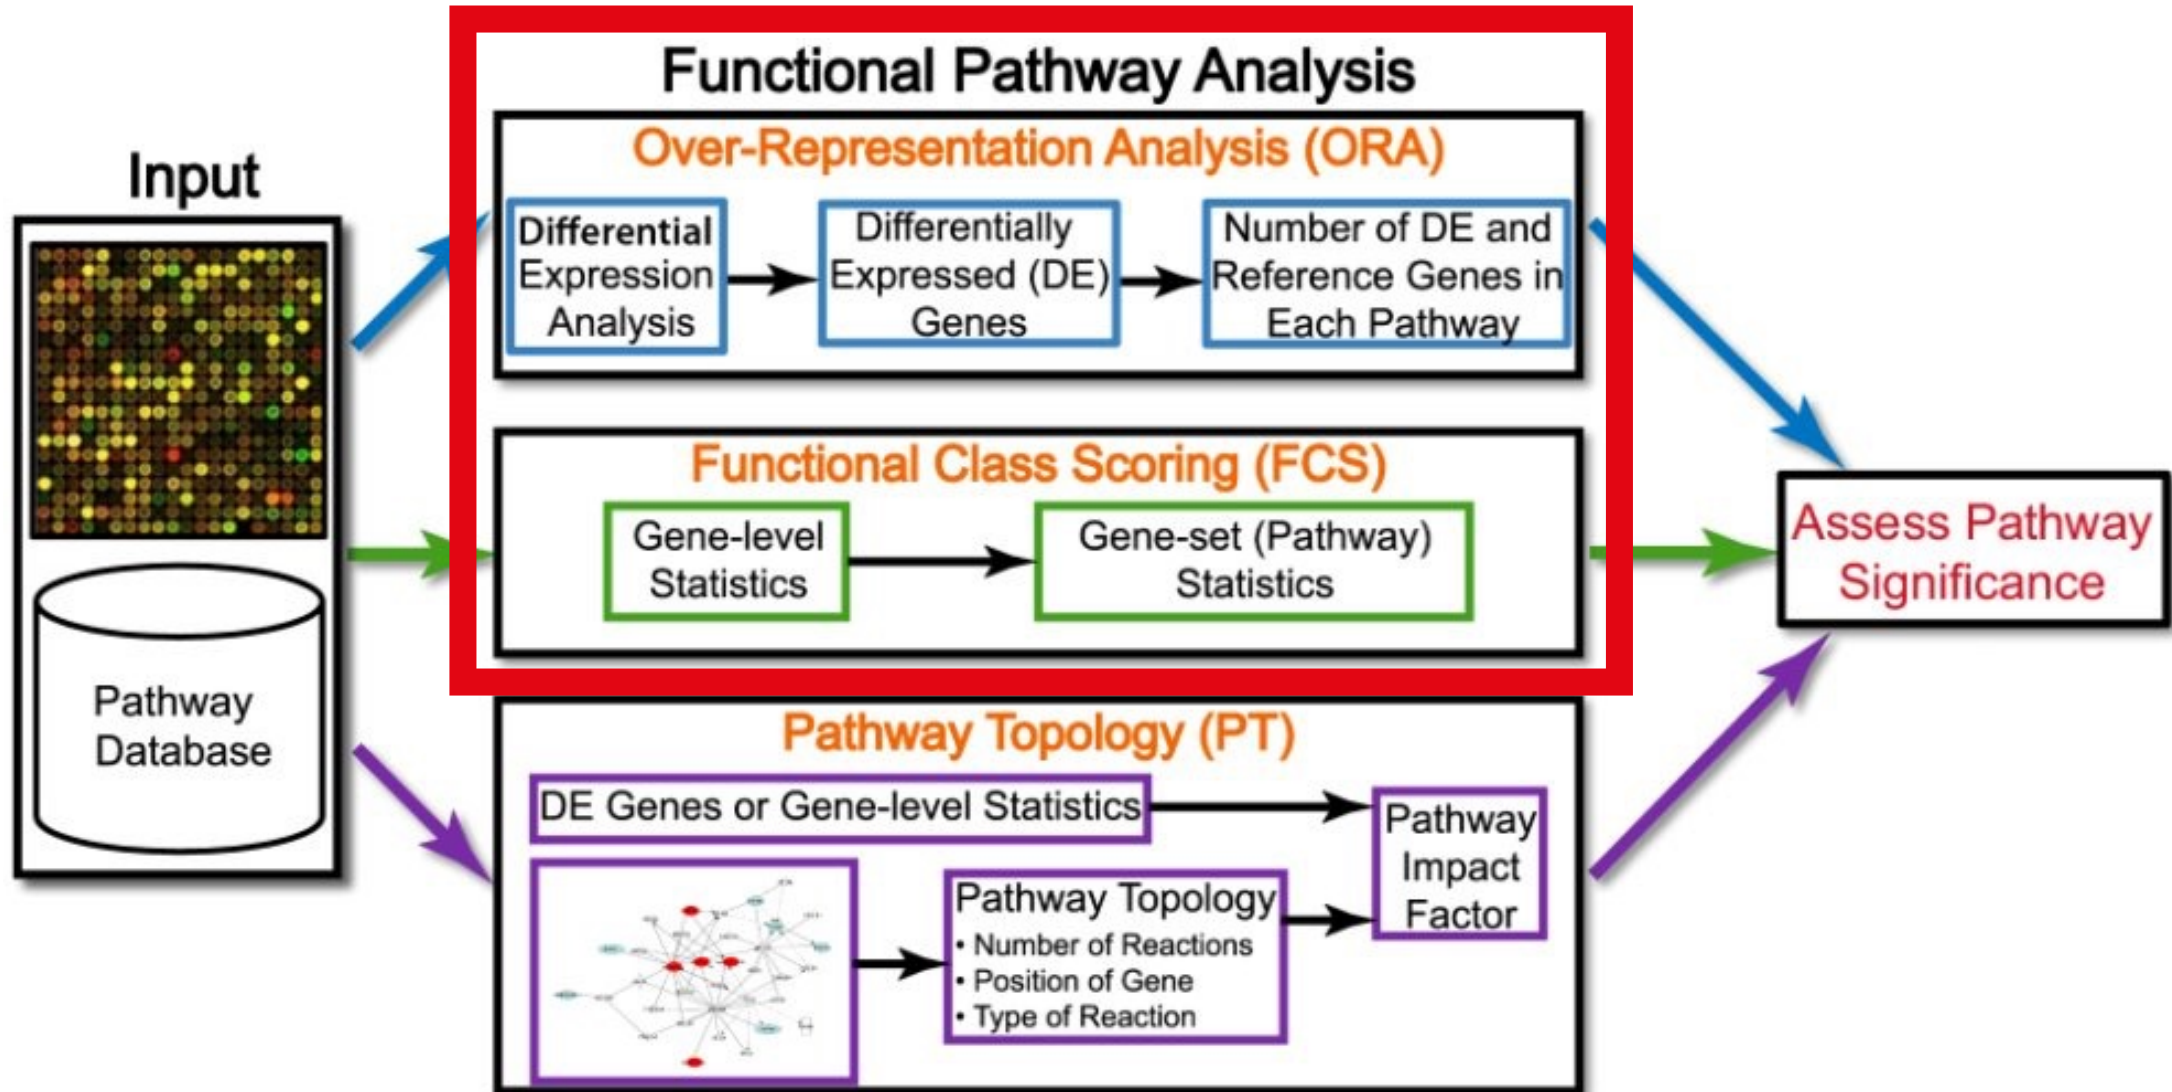 Functional Pathway Analysis
Input
Pathway
Database
Over-Representation Analysis (ORA)
Differential
Expression
Analysis
Differentially
Expressed (DE)
Genes
Number of DE and
Reference Genes in
Each Pathway
Functional Class Scoring (FCS)
Gene-level
Statistics
Gene-set (Pathway)
Statistics
Pathway Topology (PT)
DE Genes or Gene-level Statistics
Pathway Topology
• Number of Reactions
• Position of Gene
• Type of Reaction
Pathway
Impact
Factor
Assess Pathway
Significance